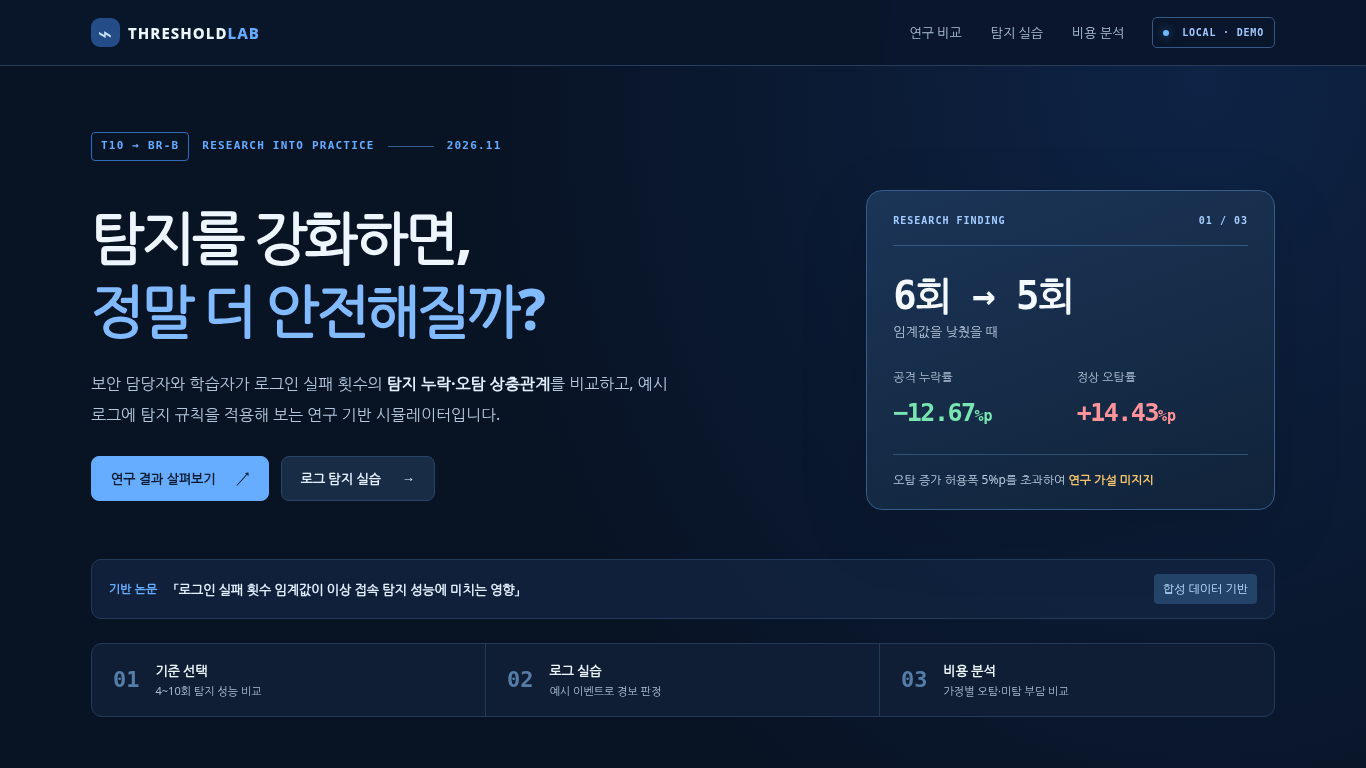 THRESHOLDLAB
연구 비교
탐지 실습
비용 분석
LOCAL · DEMO
T10 → BR-B
RESEARCH INTO PRACTICE
2026.11
탐지를 강화하면,
정말 더 안전해질까?
보안 담당자와 학습자가 로그인 실패 횟수의 탐지 누락·오탐 상충관계를 비교하고, 예시
로그에 탐지 규칙을 적용해 보는 연구 기반 시뮬레이터입니다.
연구 결과 살펴보기 ↗
로그 탐지 실습 →
RESEARCH FINDING
01 / 03
6회 → 5회
임계값을 낮췄을 때
공격 누락률
−12.67%p
정상 오탐률
+14.43%p
오탐 증가 허용폭 5%p를 초과하여 연구 가설 미지지
기반 논문
「로그인 실패 횟수 임계값이 이상 접속 탐지 성능에 미치는 영향」
합성 데이터 기반
01
기준 선택
4~10회 탐지 성능 비교
02
로그 실습
예시 이벤트로 경보 판정
03
비용 분석
가정별 오탐·미탐 부담 비교